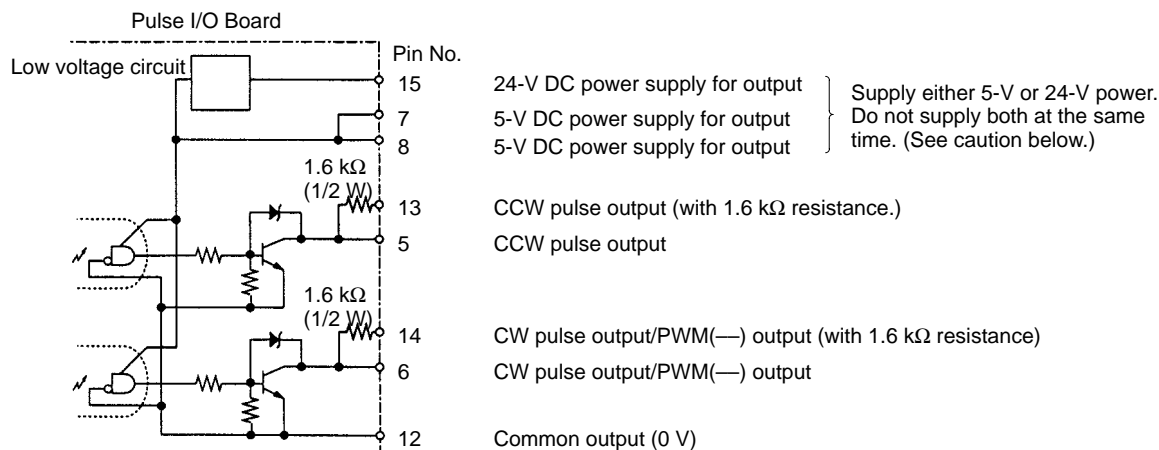 Pulse I/O Board
Pin No.
Low voltage circuit
15 24-V DC power supply for output
7 5-V DC power supply for output
8 5-V DC power supply for output
Supply either 5-V or 24-V power.
Do not supply both at the same
time. (See caution below.)
1.6 kΩ
(1/2 W)
13 CCW pulse output (with 1.6 kΩ resistance.)
5 CCW pulse output
1.6 kΩ
(1/2 W)
14 CW pulse output/PWM(––) output (with 1.6 kΩ resistance)
6 CW pulse output/PWM(––) output
12 Common output (0 V)